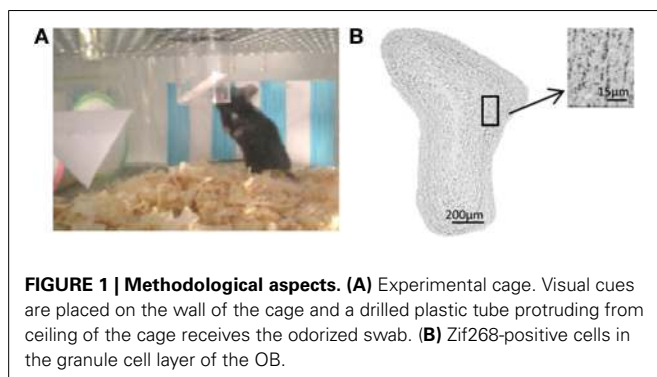 A
B
15µm
200µm
FIGURE 1 | Methodological aspects. (A) Experimental cage. Visual cues
are placed on the wall of the cage and a drilled plastic tube protruding from
ceiling of the cage receives the odorized swab. (B) Zif268-positive cells in
the granule cell layer of the OB.